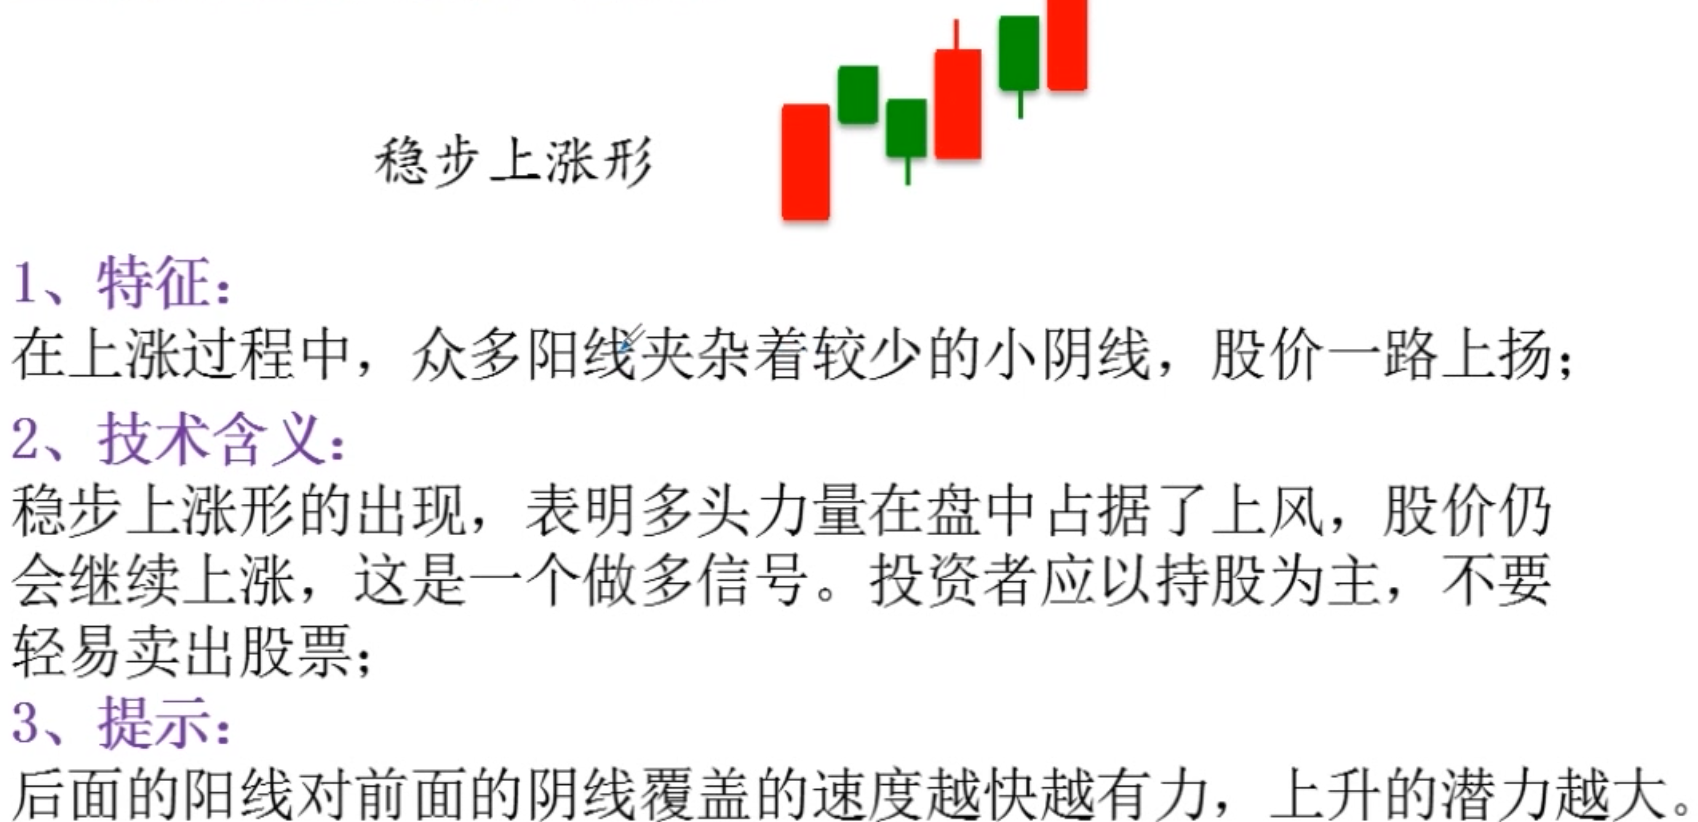 稳步上涨形
1、特征：
在上涨过程中，众多阳线夹杂着较少的小阴线，股价一路上扬；
2、技术含义：
稳步上涨形的出现，表明多头力量在盘中占据了上风，股价仍
会继续上涨，这是一个做多信号。投资者应以持股为主，不要
轻易卖出股票；
3、提示：
后面的阳线对前面的阴线覆盖的速度越快越有力，上升的潜力越大。